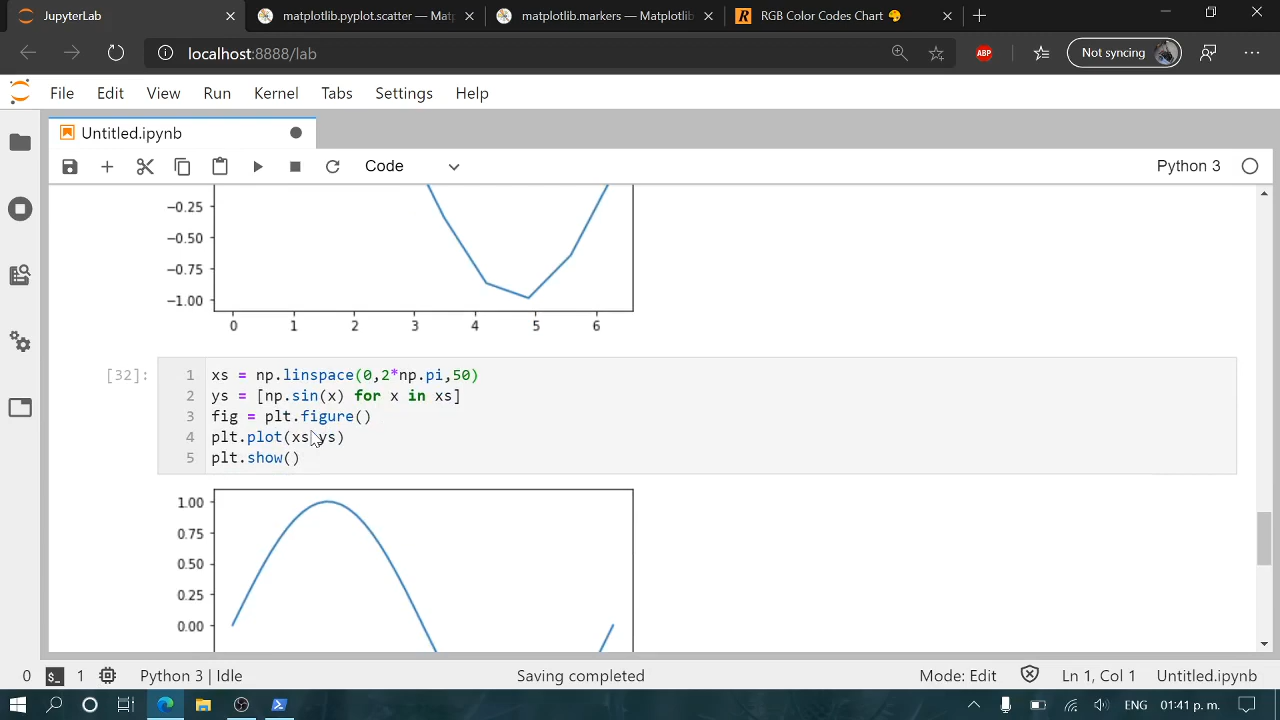 JupyterLab
matplotlib.pyplot.scatter — Mat
matplotlib.markers — Matplotlib
RGB Color Codes Chart
localhost:8888/lab
ABP
Not syncing
File Edit View Run Kernel Tabs Settings Help
Untitled.ipynb
Code
Python 3
−0.25
−0.50
−0.75
−1.00
0 1 2 3 4 5 6
[32]:
1 xs = np.linspace(0,2*np.pi,50)
2 ys = [np.sin(x) for x in xs]
3 fig = plt.figure()
4 plt.plot(xs,ys)
5 plt.show()
1.00
0.75
0.50
0.25
0.00
0 1 Python 3 | Idle Saving completed Mode: Edit Ln 1, Col 1 Untitled.ipynb
ENG 01:41 p. m.